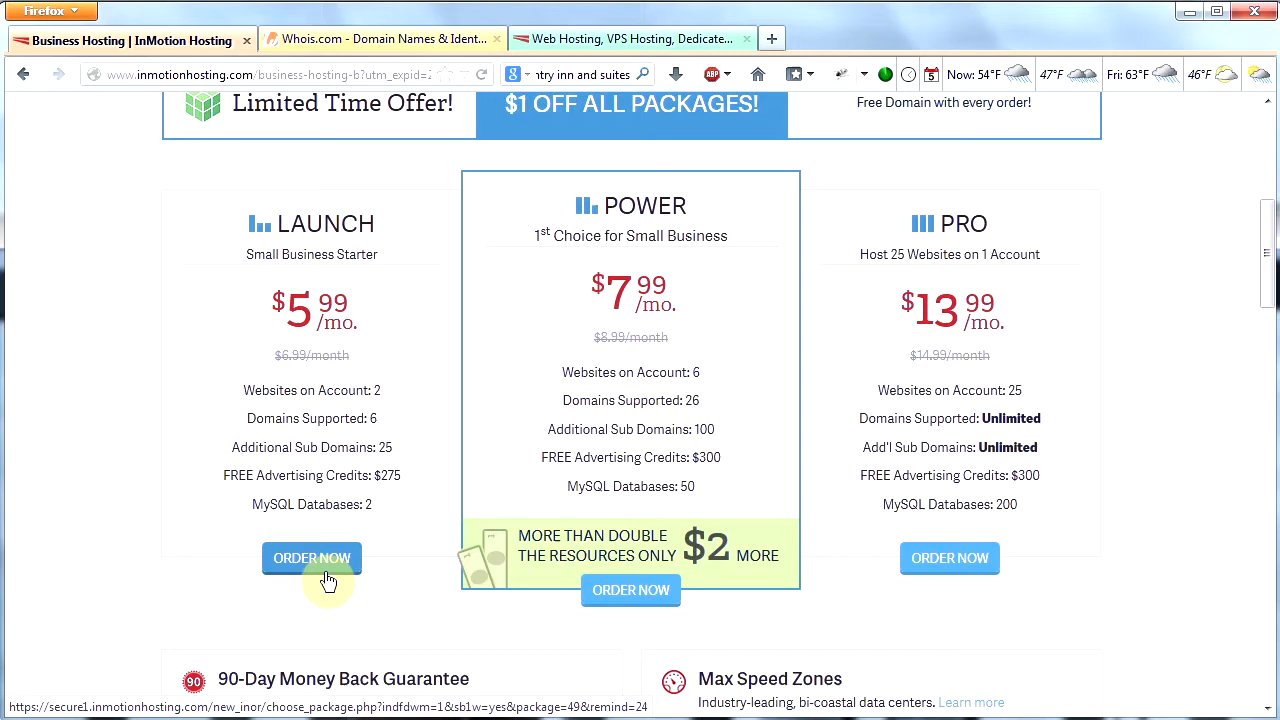 Firefox
Business Hosting | InMotion Hosting
Whois.com - Domain Names & Ident...
Web Hosting, VPS Hosting, Dedicate...
www.inmotionhosting.com/business-hosting-b?utm_expid=2
ntry inn and suites
ABP
5
Now: 54°F
47°F
Fri: 63°F
46°F
Limited Time Offer!
$1 OFF ALL PACKAGES!
Free Domain with every order!
LAUNCH
Small Business Starter
$5.99/mo.
$6.99/month
Websites on Account: 2
Domains Supported: 6
Additional Sub Domains: 25
FREE Advertising Credits: $275
MySQL Databases: 2
ORDER NOW
POWER
1st Choice for Small Business
$7 99 /mo.
$8.99/month
Websites on Account: 6
Domains Supported: 26
Additional Sub Domains: 100
FREE Advertising Credits: $300
MySQL Databases: 50
MORE THAN DOUBLE
THE RESOURCES ONLY $2 MORE
ORDER NOW
PRO
Host 25 Websites on 1 Account
$13 99 /mo.
$14.99/month
Websites on Account: 25
Domains Supported: Unlimited
Add'l Sub Domains: Unlimited
FREE Advertising Credits: $300
MySQL Databases: 200
ORDER NOW
90
90-Day Money Back Guarantee
Max Speed Zones
Industry-leading, bi-coastal data centers. Learn more
https://secure1.inmotionhosting.com/new_inor/choose_package.php?indfdwm=1&sb1w=yes&package=49&remind=24